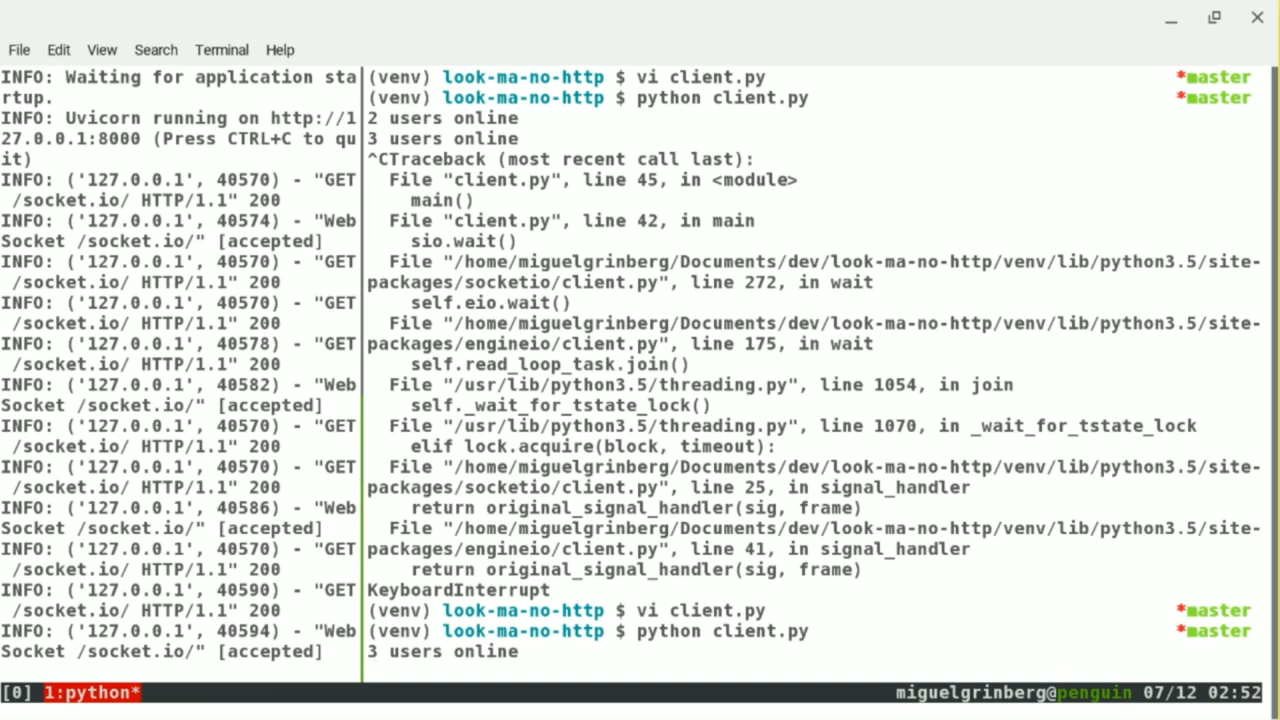 File Edit View Search Terminal Help
INFO: Waiting for application sta
rtup.
INFO: Uvicorn running on http://1
27.0.0.1:8000 (Press CTRL+C to qu
it)
INFO: ('127.0.0.1', 40570) - "GET
/socket.io/ HTTP/1.1" 200
INFO: ('127.0.0.1', 40574) - "Web
Socket /socket.io/" [accepted]
INFO: ('127.0.0.1', 40570) - "GET
/socket.io/ HTTP/1.1" 200
INFO: ('127.0.0.1', 40570) - "GET
/socket.io/ HTTP/1.1" 200
INFO: ('127.0.0.1', 40578) - "GET
/socket.io/ HTTP/1.1" 200
INFO: ('127.0.0.1', 40582) - "Web
Socket /socket.io/" [accepted]
INFO: ('127.0.0.1', 40570) - "GET
/socket.io/ HTTP/1.1" 200
INFO: ('127.0.0.1', 40570) - "GET
/socket.io/ HTTP/1.1" 200
INFO: ('127.0.0.1', 40586) - "Web
Socket /socket.io/" [accepted]
INFO: ('127.0.0.1', 40570) - "GET
/socket.io/ HTTP/1.1" 200
INFO: ('127.0.0.1', 40590) - "GET
/socket.io/ HTTP/1.1" 200
INFO: ('127.0.0.1', 40594) - "Web
Socket /socket.io/" [accepted]
(venv) look-ma-no-http $ vi client.py *master
(venv) look-ma-no-http $ python client.py *master
2 users online
3 users online
^CTraceback (most recent call last):
File "client.py", line 45, in <module>
main()
File "client.py", line 42, in main
sio.wait()
File "/home/miguelgrinberg/Documents/dev/look-ma-no-http/venv/lib/python3.5/site-
packages/socketio/client.py", line 272, in wait
self.eio.wait()
File "/home/miguelgrinberg/Documents/dev/look-ma-no-http/venv/lib/python3.5/site-
packages/engineio/client.py", line 175, in wait
self.read_loop_task.join()
File "/usr/lib/python3.5/threading.py", line 1054, in join
self._wait_for_tstate_lock()
File "/usr/lib/python3.5/threading.py", line 1070, in _wait_for_tstate_lock
elif lock.acquire(block, timeout):
File "/home/miguelgrinberg/Documents/dev/look-ma-no-http/venv/lib/python3.5/site-
packages/socketio/client.py", line 25, in signal_handler
return original_signal_handler(sig, frame)
File "/home/miguelgrinberg/Documents/dev/look-ma-no-http/venv/lib/python3.5/site-
packages/engineio/client.py", line 41, in signal_handler
return original_signal_handler(sig, frame)
KeyboardInterrupt
(venv) look-ma-no-http $ vi client.py *master
(venv) look-ma-no-http $ python client.py *master
3 users online
[0] 1:python* miguelgrinberg@penguin 07/12 02:52